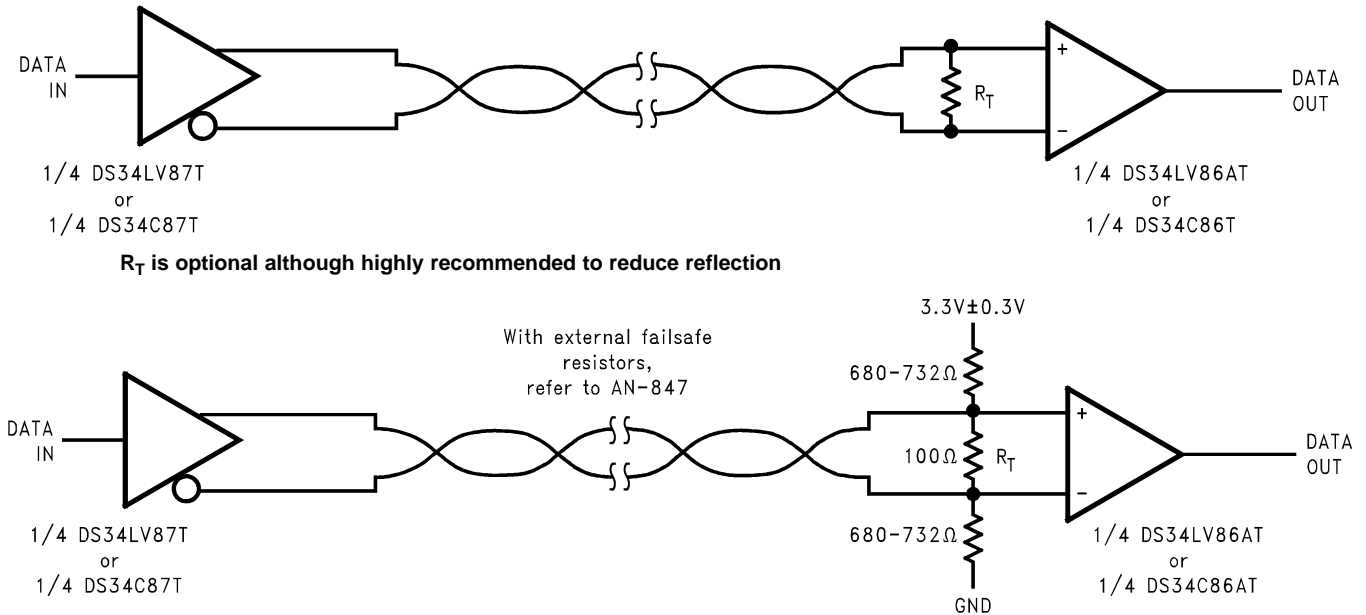 DATA
IN
+
R_T
−
DATA
OUT
1/4 DS34LV87T
or
1/4 DS34C87T
1/4 DS34LV86AT
or
1/4 DS34C86T
R_T is optional although highly recommended to reduce reflection
3.3V±0.3V
With external failsafe
resistors,
refer to AN-847
680-732Ω
DATA
IN
+
100Ω R_T
−
DATA
OUT
680-732Ω
1/4 DS34LV87T
or
1/4 DS34C87T
1/4 DS34LV86AT
or
1/4 DS34C86AT
GND